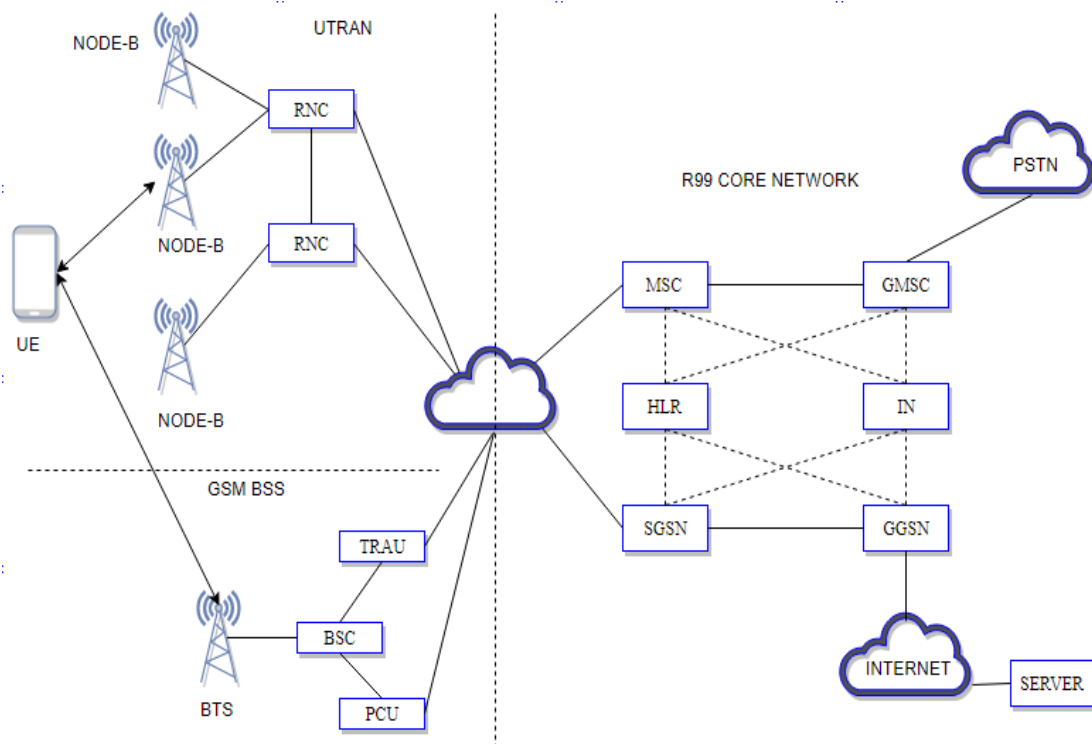 UTRAN
NODE-B
RNC
PSTN
R99 CORE NETWORK
NODE-B
RNC
MSC
GMSC
UE
HLR
IN
NODE-B
GSM BSS
SGSN
GGSN
TRAU
BSC
INTERNET
SERVER
BTS
PCU